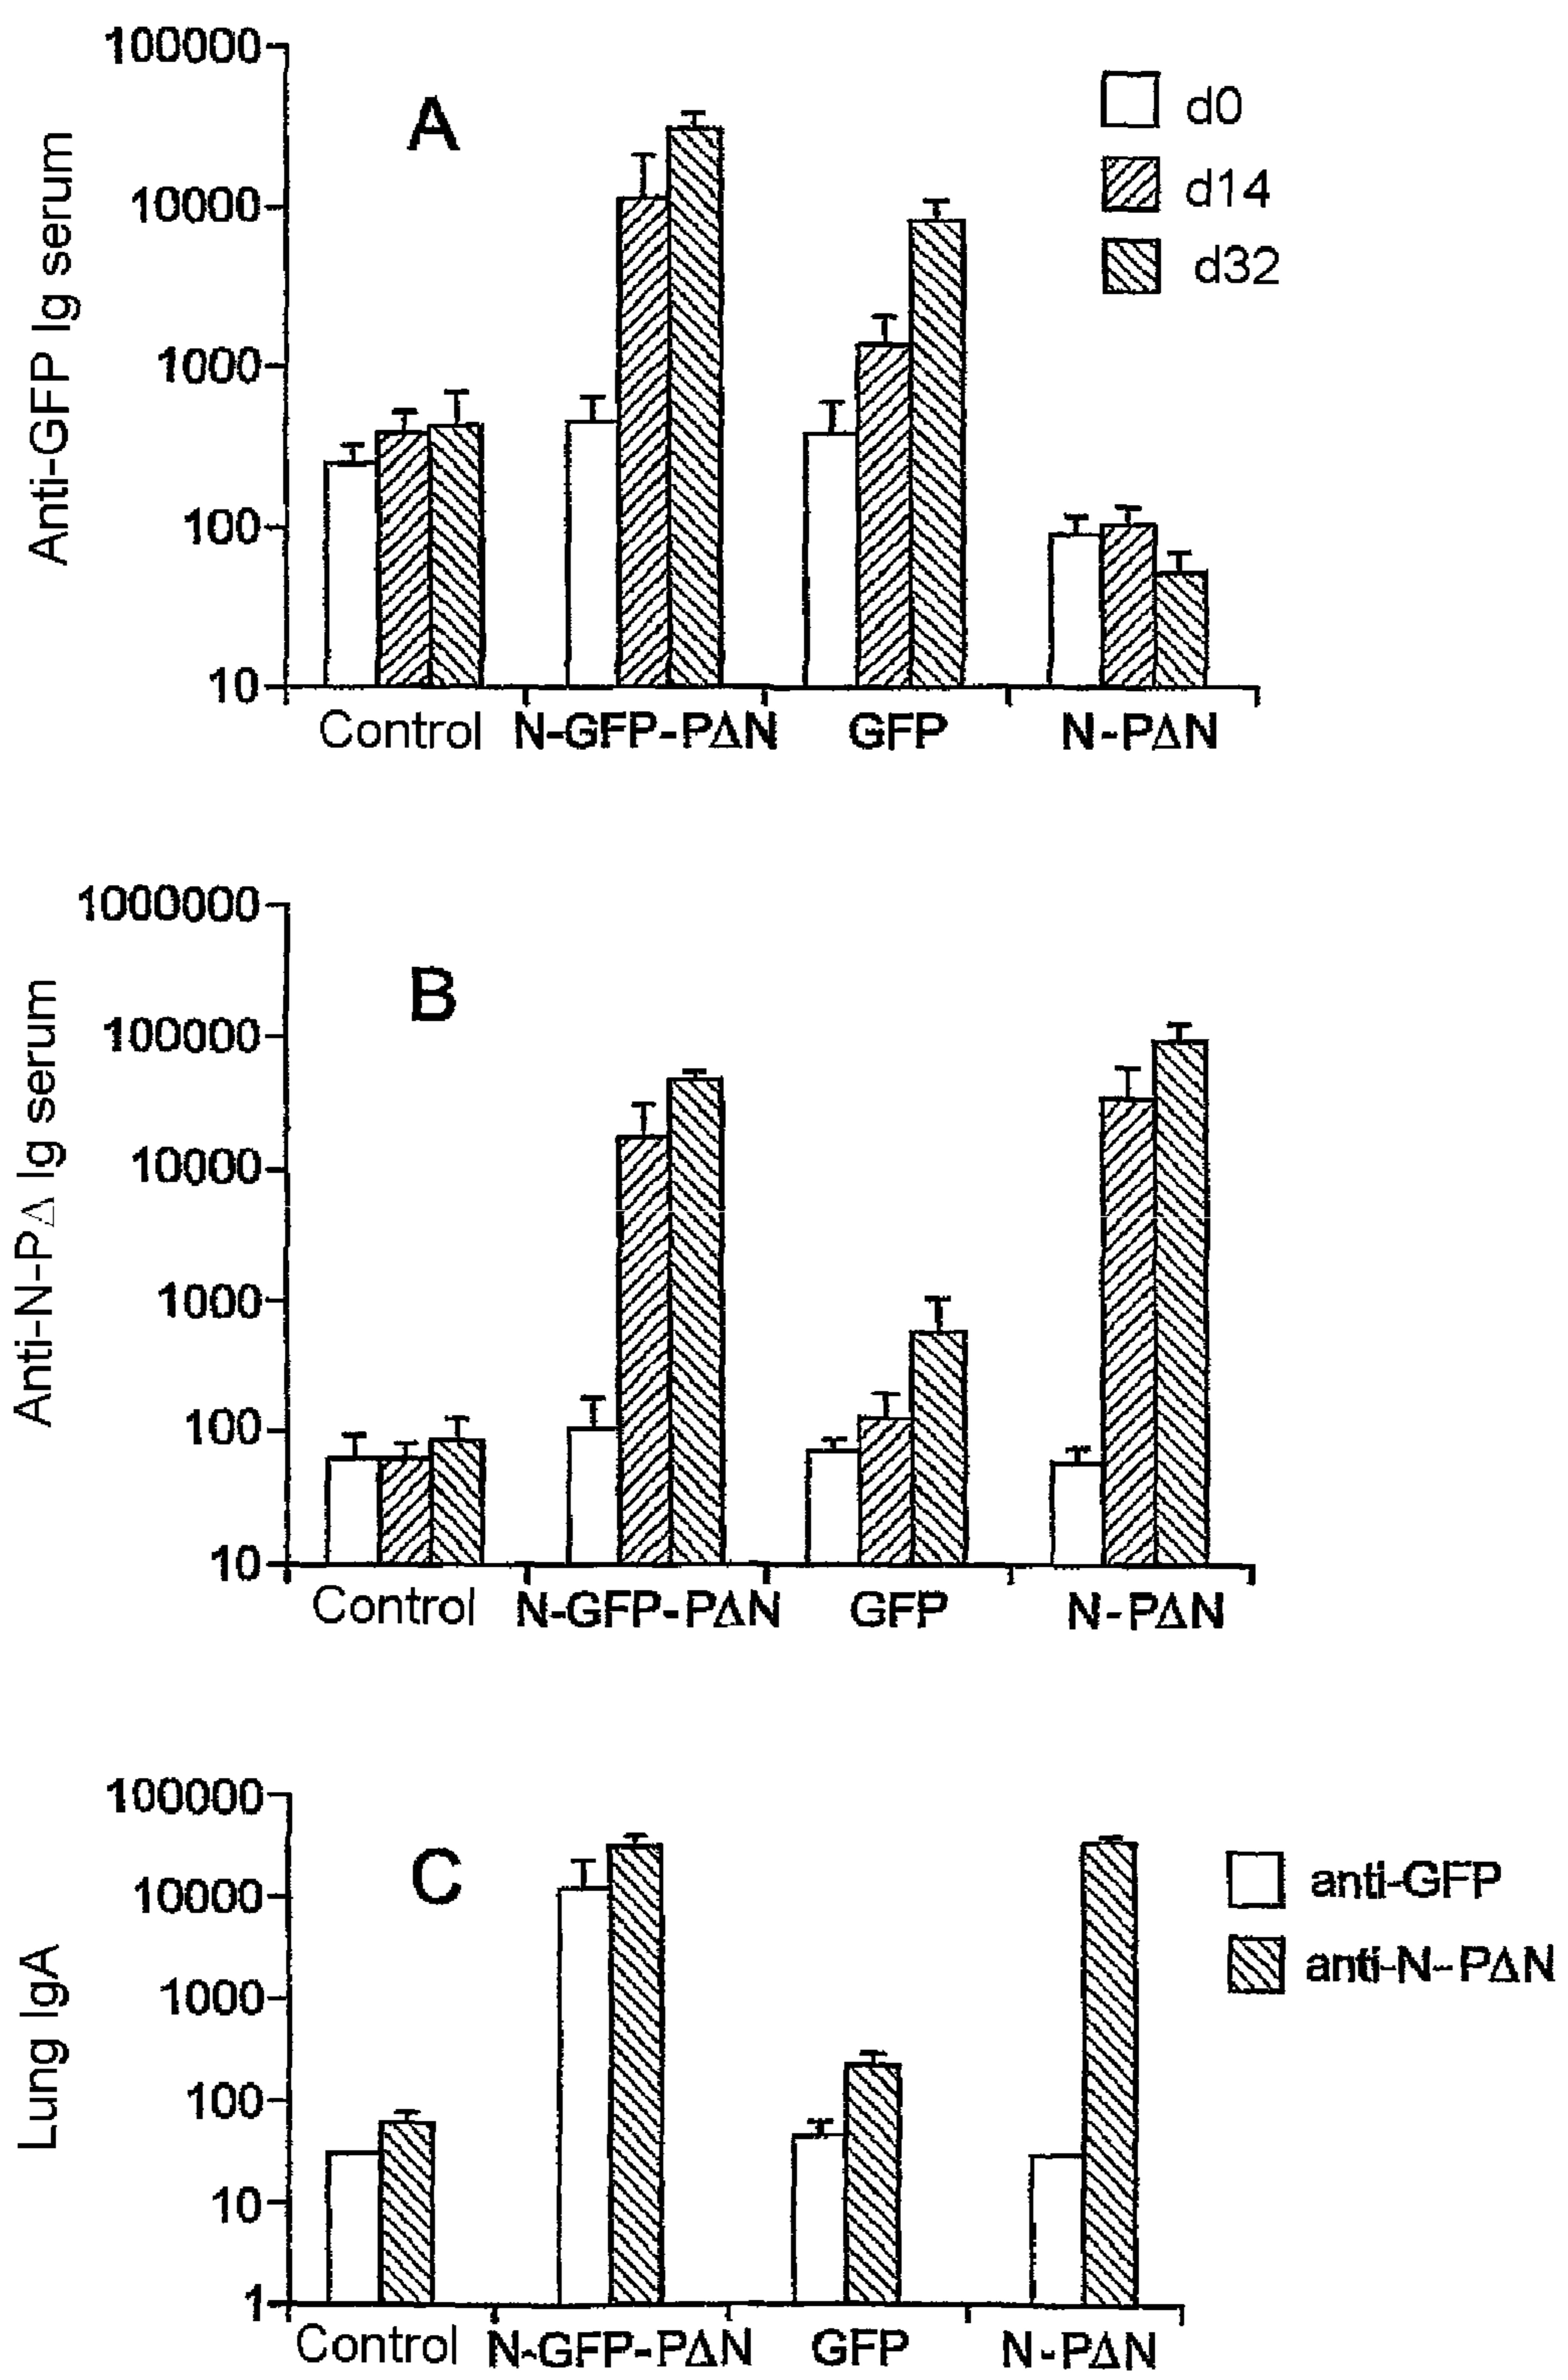 100000
10000
1000
100
10
Anti-GFP Ig serum
A
d0
d14
d32
Control N-GFP-PΔN GFP N-PΔN
1000000
100000
10000
1000
100
10
Anti-N-PΔ Ig serum
B
Control N-GFP-PΔN GFP N-PΔN
100000
10000
1000
100
10
1
Lung IgA
C
anti-GFP
anti-N-PΔN
Control N-GFP-PΔN GFP N-PΔN